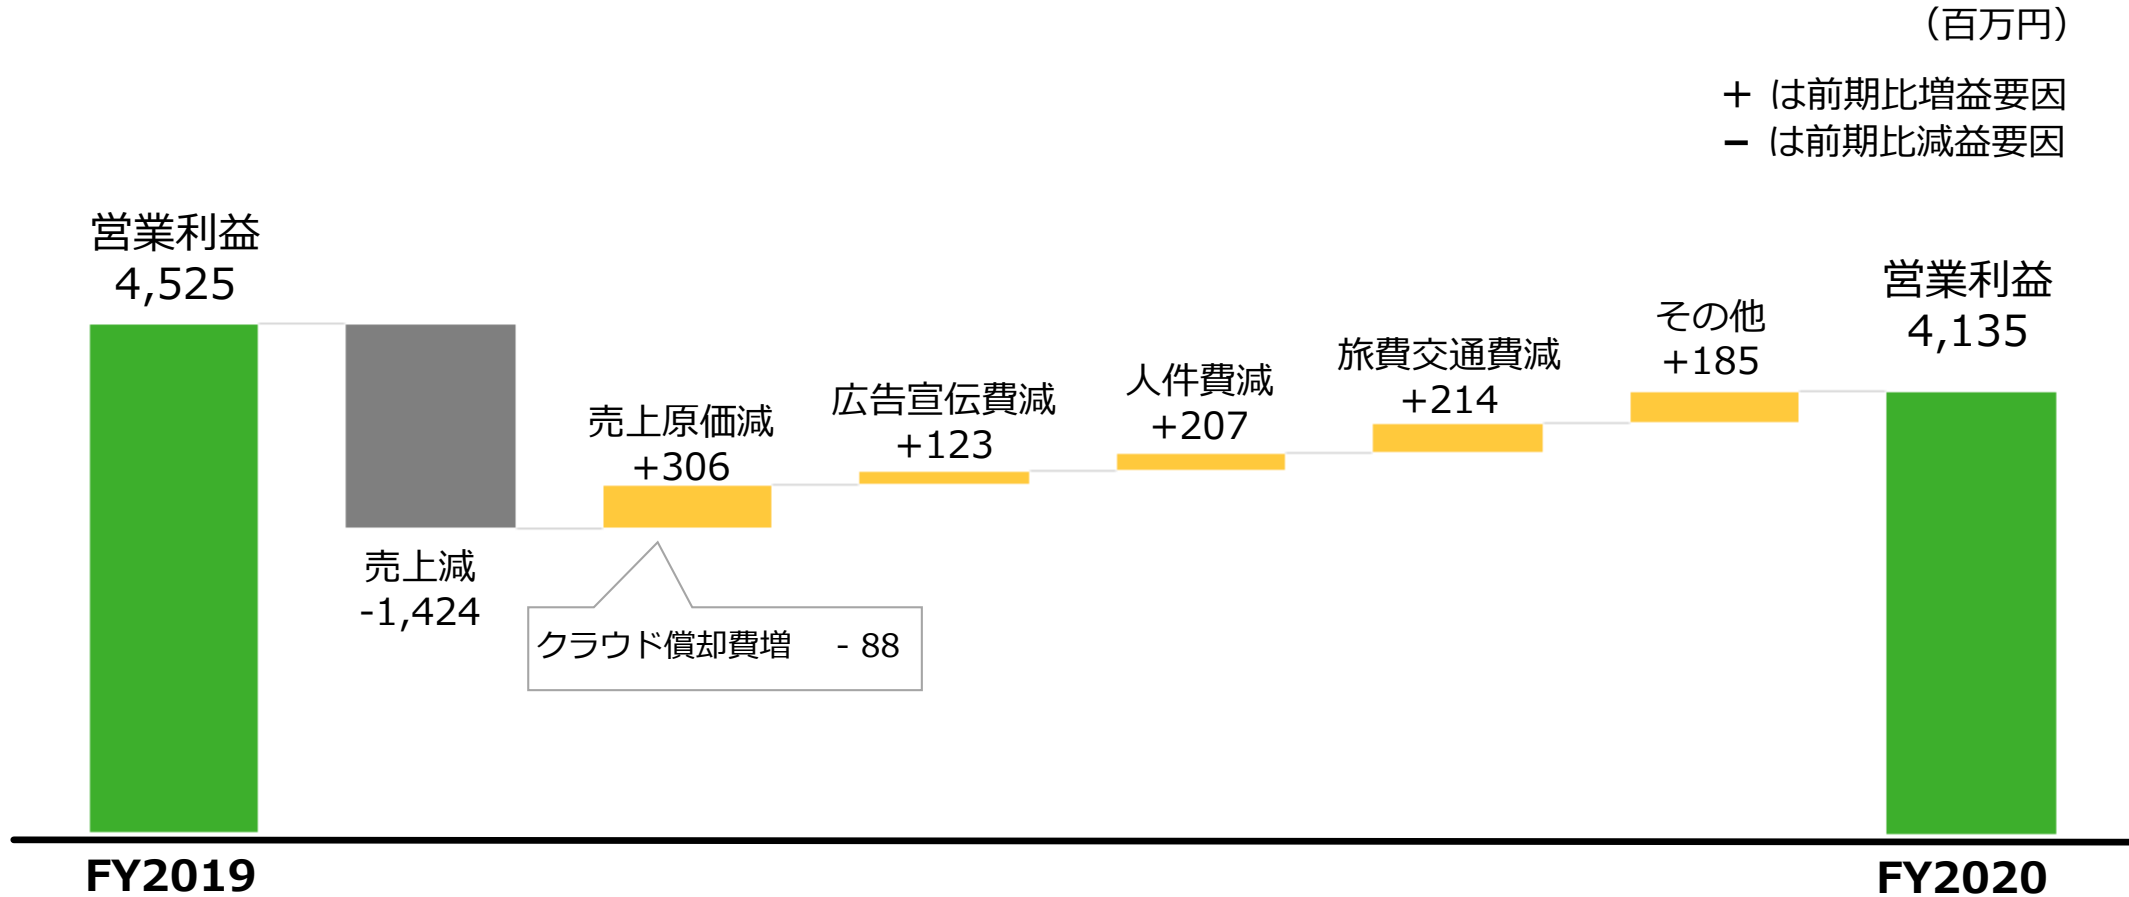 （百万円）
+ は前期比増益要因
- は前期比減益要因
営業利益
4,525
売上減
-1,424
売上原価減
+306
クラウド償却費増 - 88
広告宣伝費減
+123
人件費減
+207
旅費交通費減
+214
その他
+185
営業利益
4,135
FY2019
FY2020